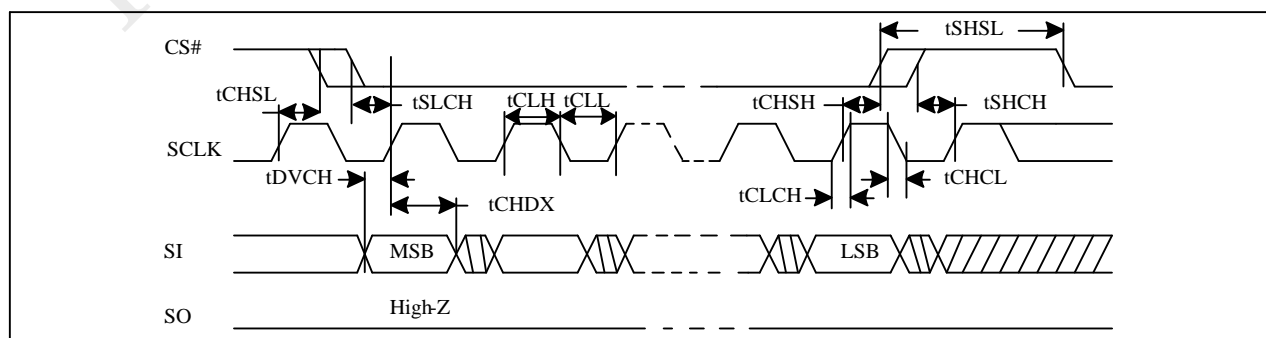 CS#
tSHSL
tCHSL
tSLCH
tCLH
tCLL
tCHSH
tSHCH
SCLK
tDVCH
tCHDX
tCLCH
tCHCL
SI
MSB
LSB
SO
High-Z